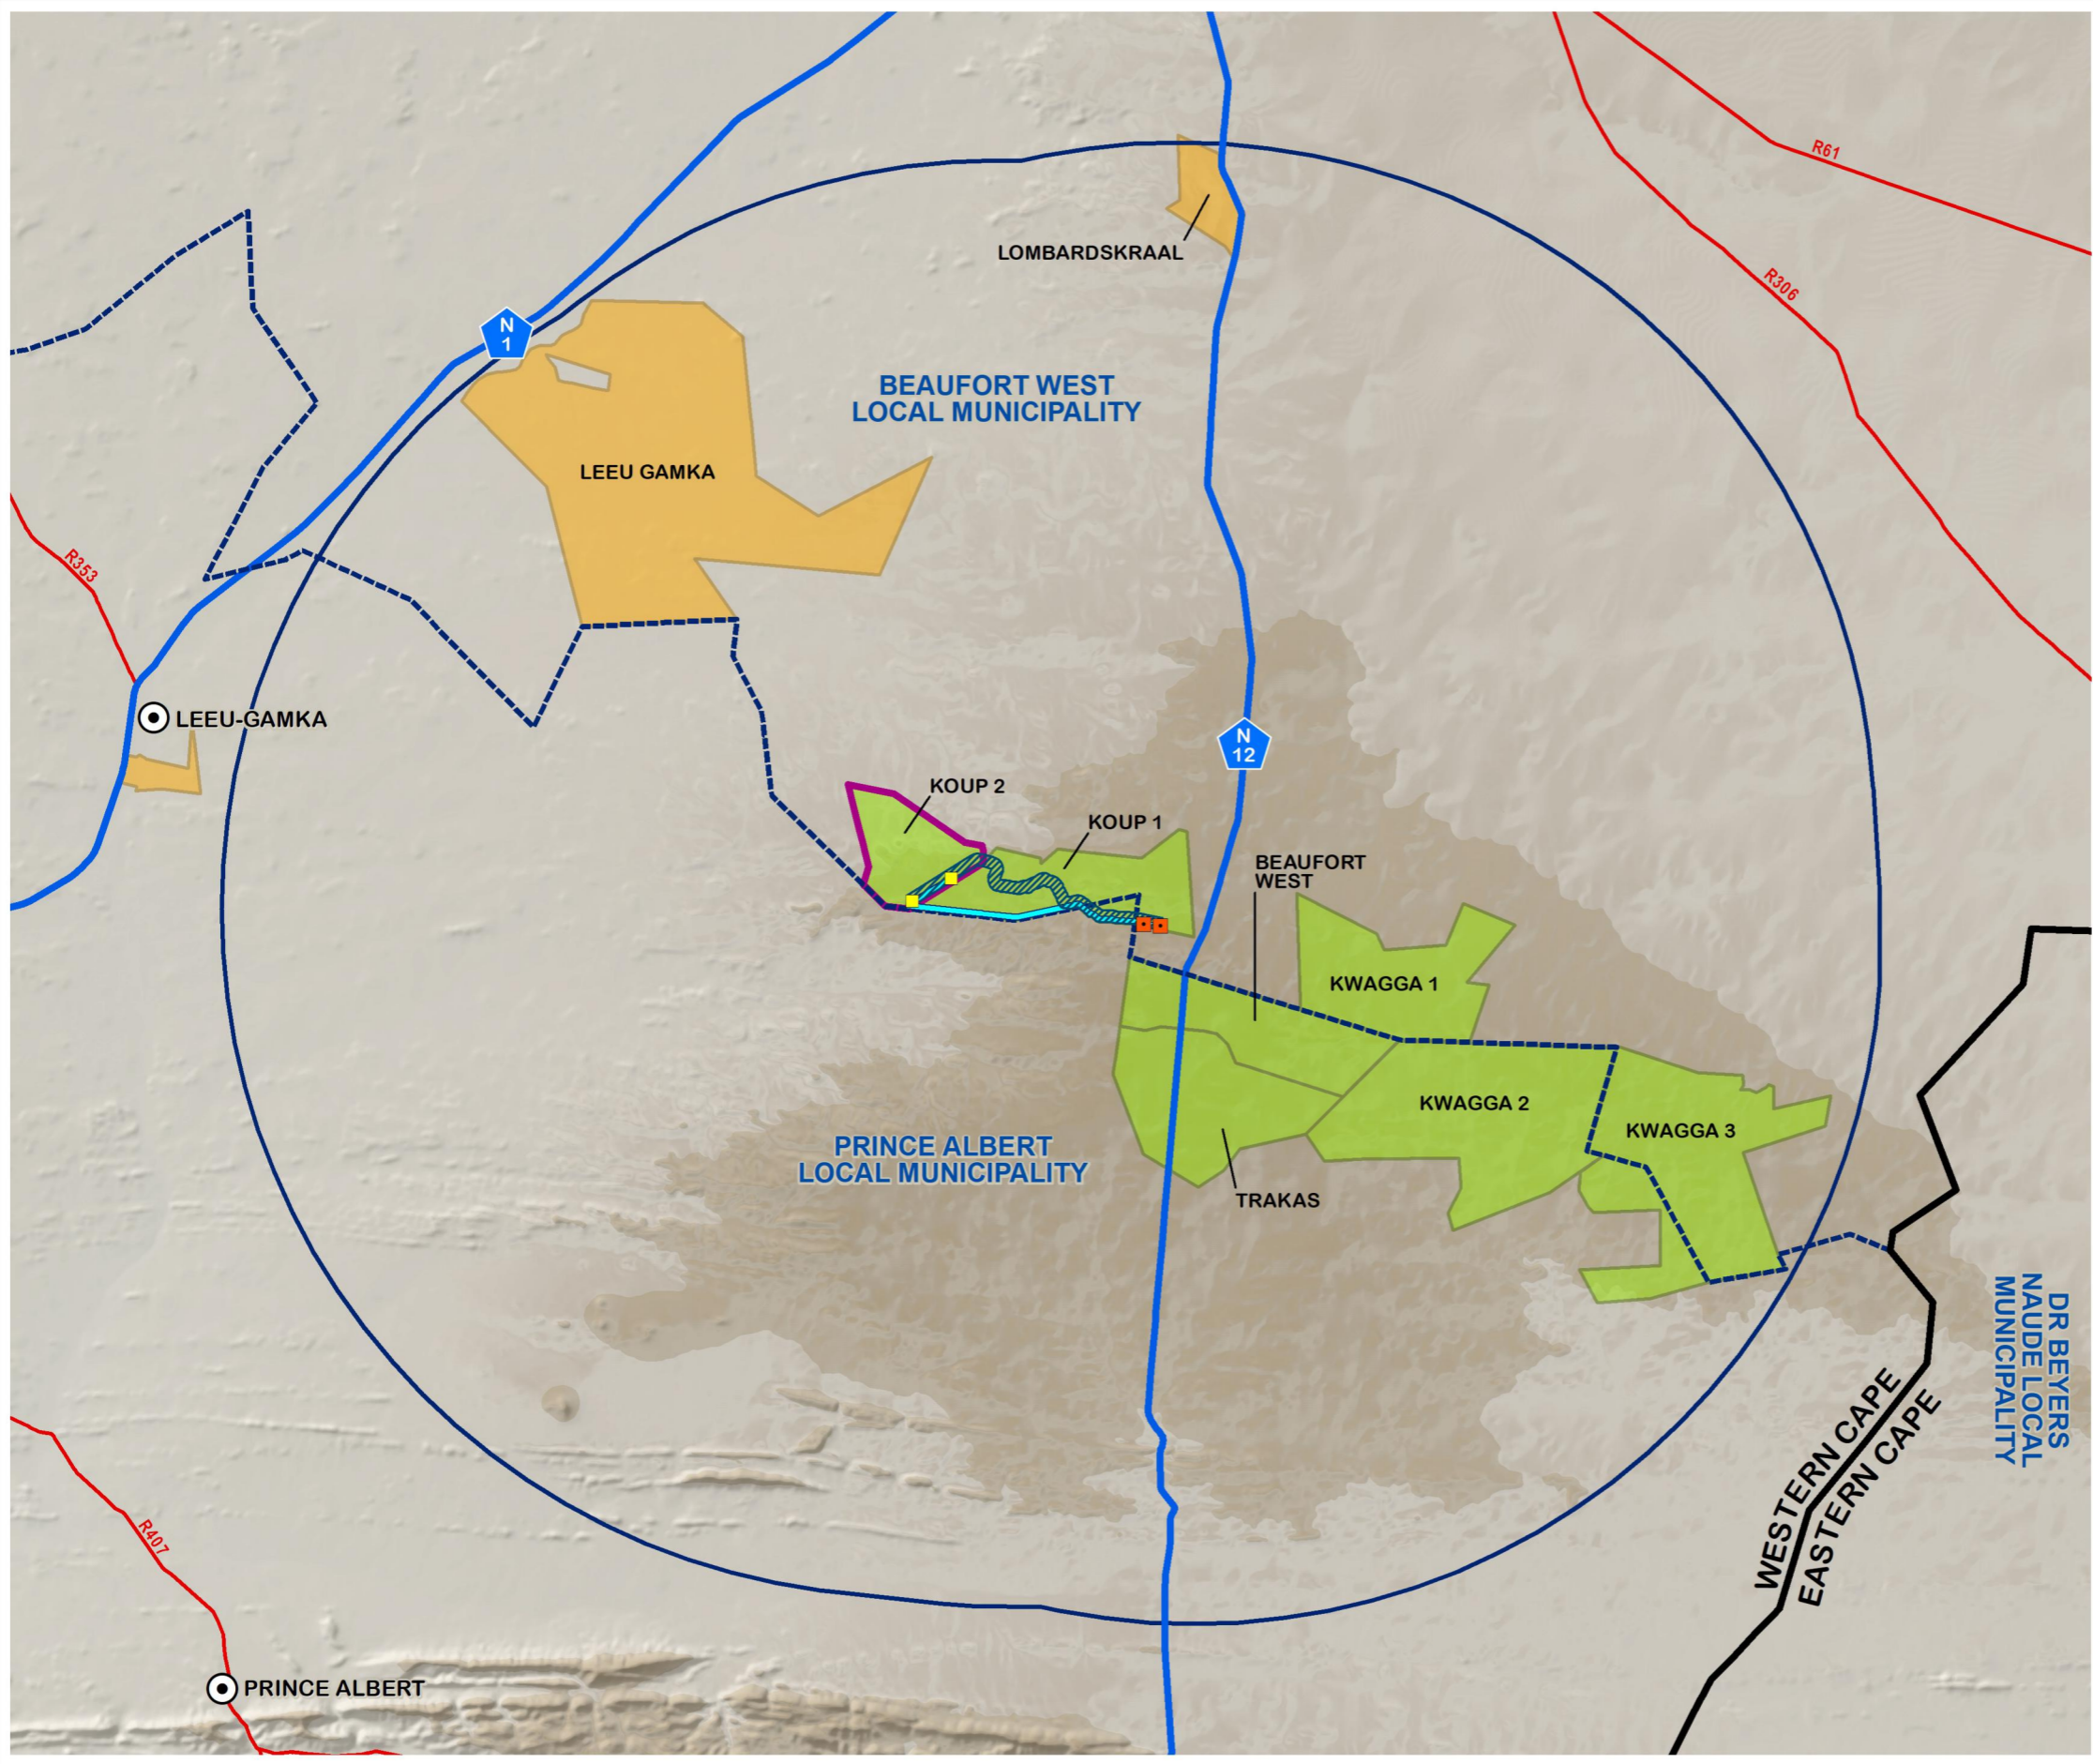 R61
LOMBARDSKRAAL
R306
N
1
BEAUFORT WEST
LOCAL MUNICIPALITY
LEEU GAMKA
R353
LEEU-GAMKA
N
12
KOUP 2
KOUP 1
BEAUFORT
WEST
KWAGGA 1
KWAGGA 2
KWAGGA 3
PRINCE ALBERT
LOCAL MUNICIPALITY
TRAKAS
DR BEYERS
NAUDE LOCAL
MUNICIPALITY
WESTERN CAPE
EASTERN CAPE
R407
PRINCE ALBERT